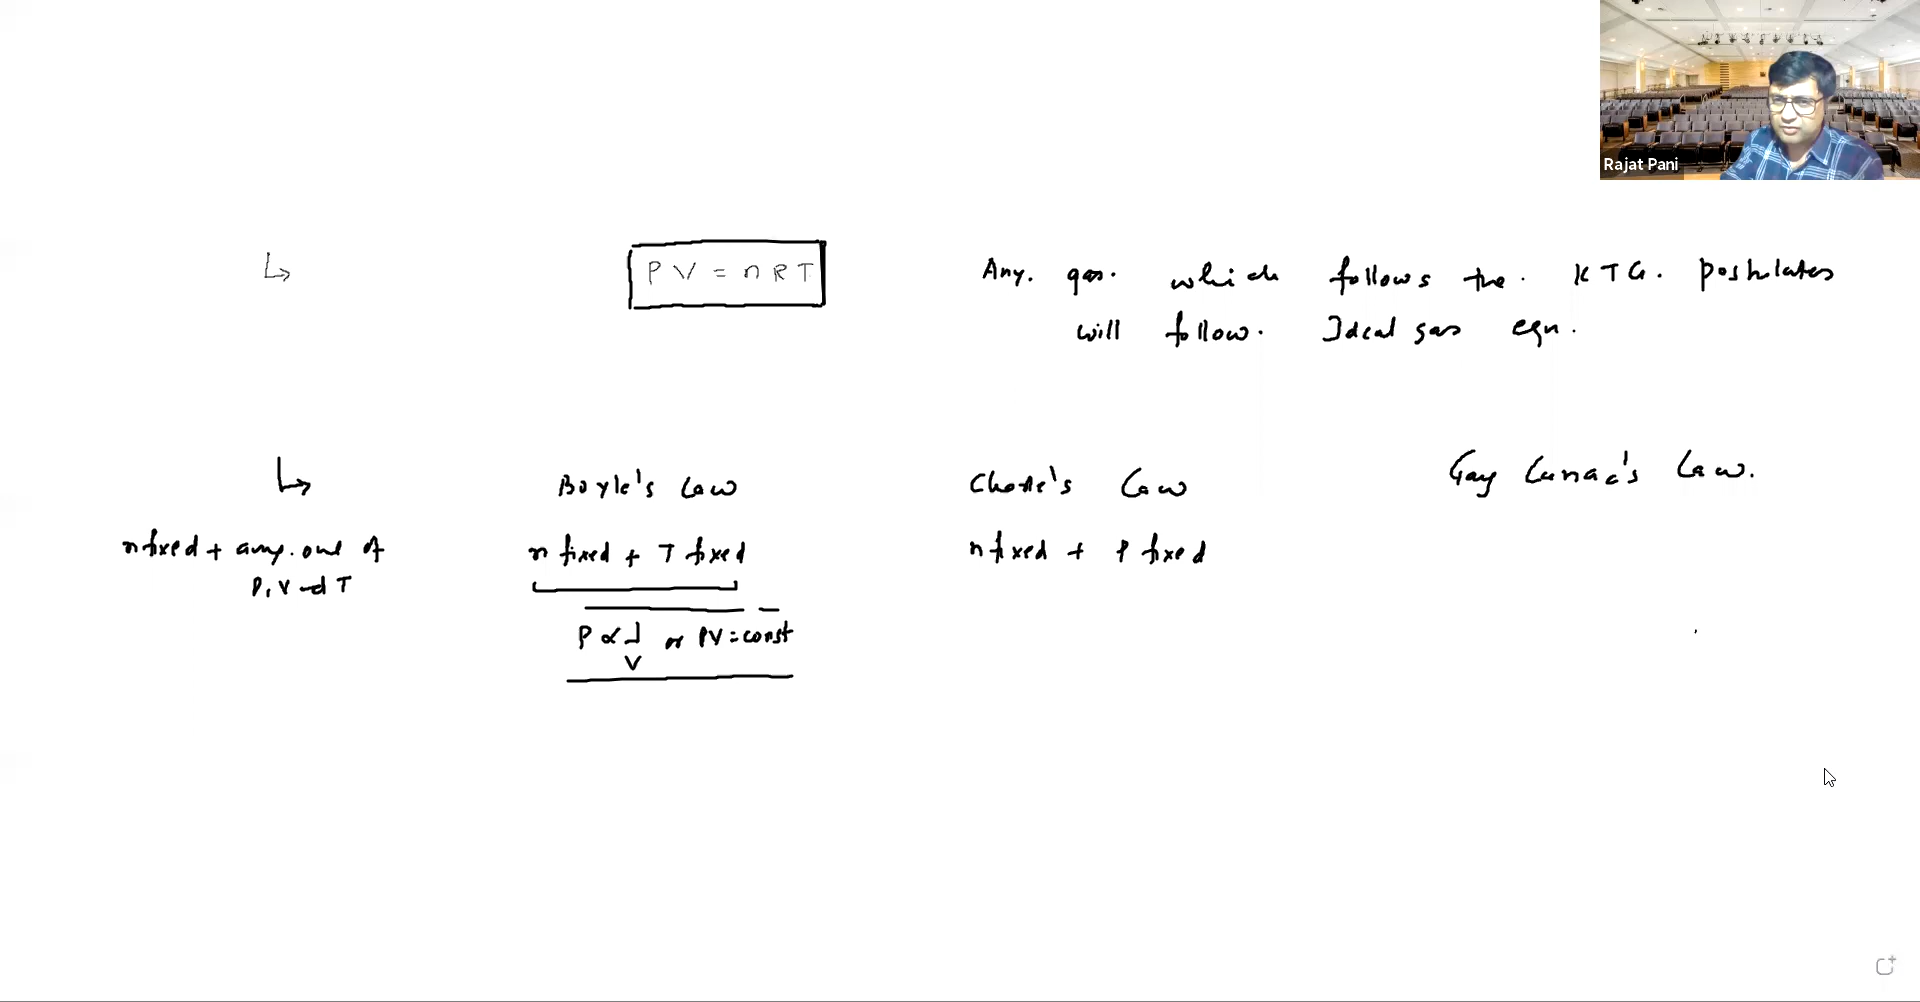 Rajat Pani
PV = nRT
Any. gas. which follows the. KTG. postulates
will follow. Ideal gas eqn.
Boyle's Law
Charle's Law
Gay Lussac's Law.
n fixed + any. one of
P, V and T
n fixed + T fixed
n fixed + P fixed
P ∝ 1/V or PV = const